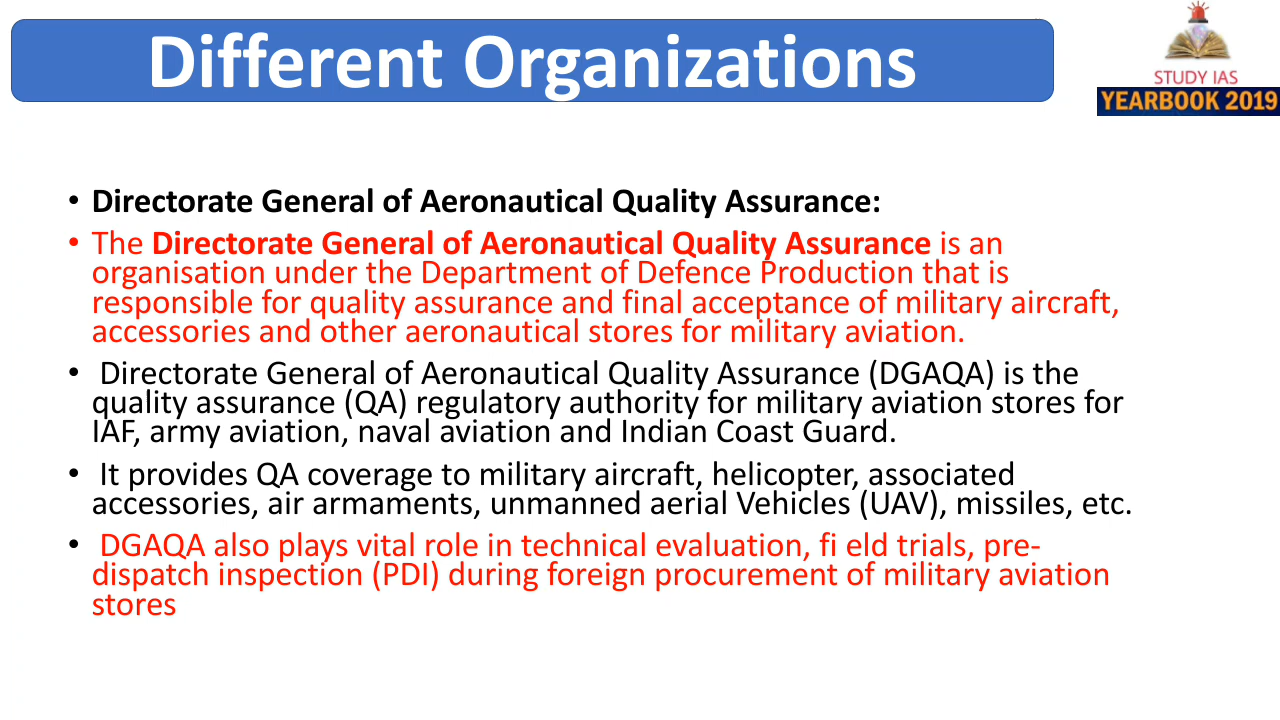 Different Organizations
STUDY IAS
YEARBOOK 2019
• Directorate General of Aeronautical Quality Assurance:
• The Directorate General of Aeronautical Quality Assurance is an
organisation under the Department of Defence Production that is
responsible for quality assurance and final acceptance of military aircraft,
accessories and other aeronautical stores for military aviation.
• Directorate General of Aeronautical Quality Assurance (DGAQA) is the
quality assurance (QA) regulatory authority for military aviation stores for
IAF, army aviation, naval aviation and Indian Coast Guard.
• It provides QA coverage to military aircraft, helicopter, associated
accessories, air armaments, unmanned aerial Vehicles (UAV), missiles, etc.
• DGAQA also plays vital role in technical evaluation, fi eld trials, pre-
dispatch inspection (PDI) during foreign procurement of military aviation
stores